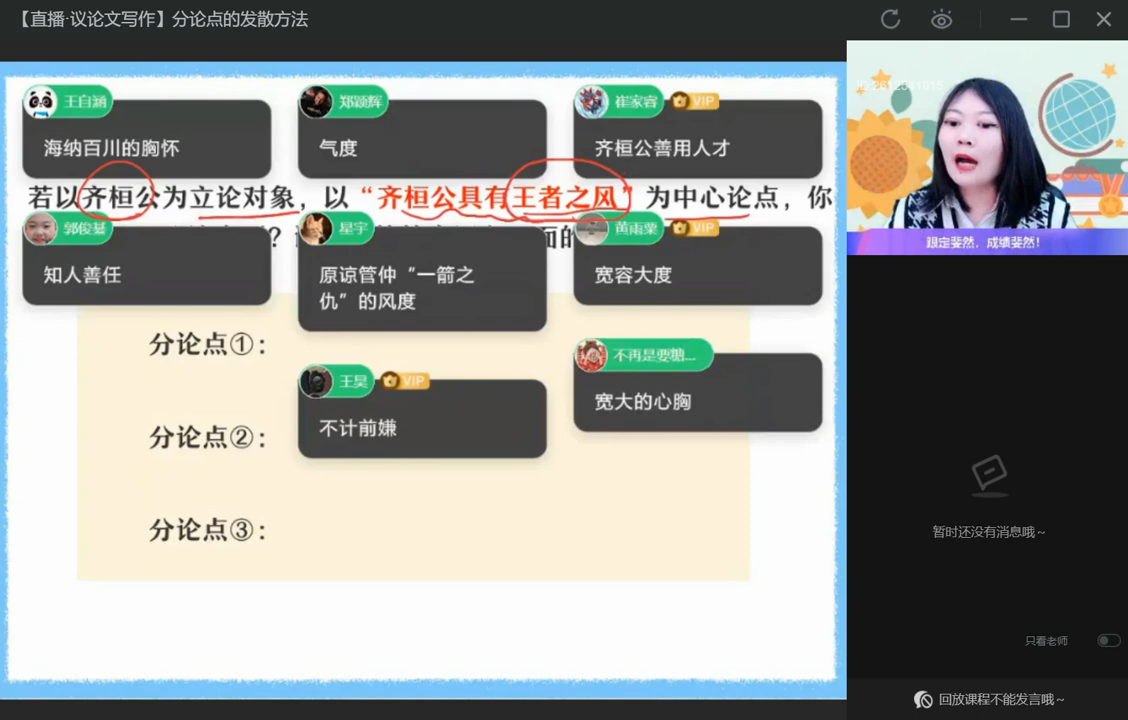 【直播·议论文写作】分论点的发散方法
王自涵
海纳百川的胸怀
郑颖辉
气度
崔家睿 VIP
齐桓公善用人才
若以齐桓公为立论对象，以“齐桓公具有王者之风”为中心论点，你
郭俊基
知人善任
星宇
原谅管仲“一箭之
仇”的风度
黄雨荣 VIP
宽容大度
分论点①：
不再是要糖...
宽大的心胸
王昊 VIP
不计前嫌
分论点②：
分论点③：
跟定斐然，成绩斐然！
暂时还没有消息哦～
只看老师
回放课程不能发言哦～